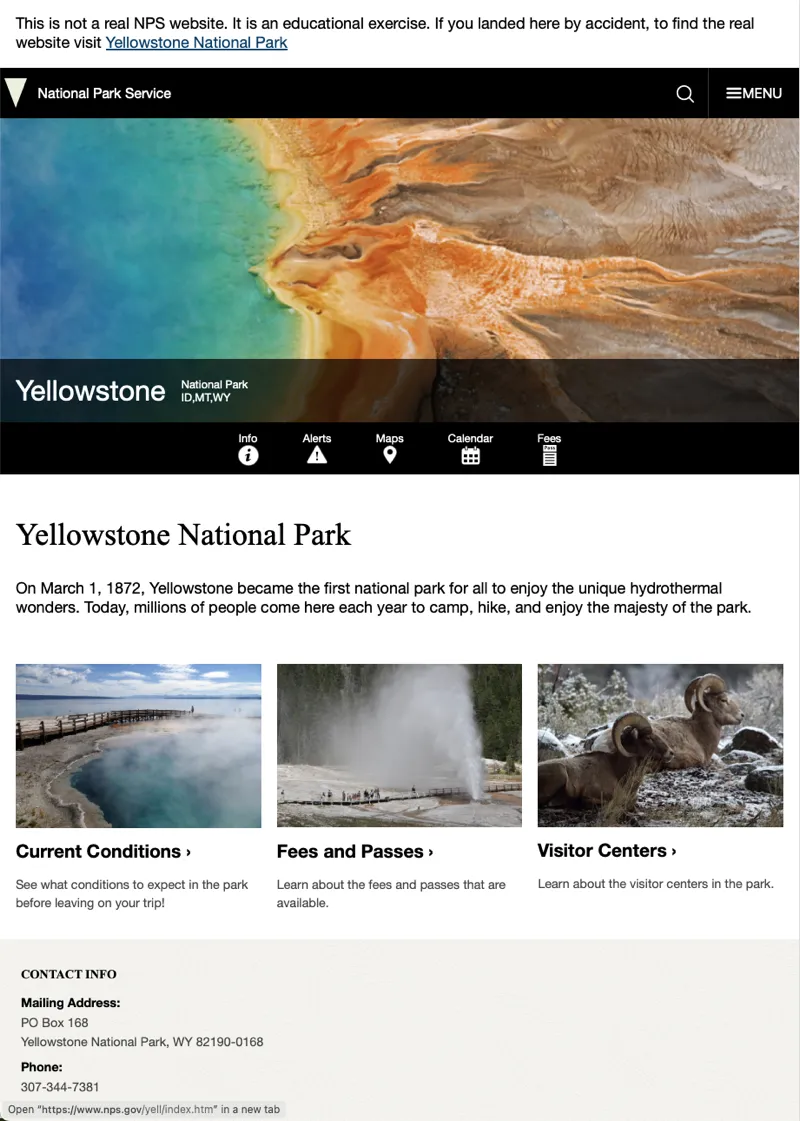 This is not a real NPS website. It is an educational exercise. If you landed here by accident, to find the real
website visit Yellowstone National Park
National Park Service
MENU
Yellowstone
National Park
ID,MT,WY
Info
Alerts
Maps
Calendar
Fees
Yellowstone National Park
On March 1, 1872, Yellowstone became the first national park for all to enjoy the unique hydrothermal
wonders. Today, millions of people come here each year to camp, hike, and enjoy the majesty of the park.
Current Conditions ›
See what conditions to expect in the park
before leaving on your trip!
Fees and Passes ›
Learn about the fees and passes that are
available.
Visitor Centers ›
Learn about the visitor centers in the park.
CONTACT INFO
Mailing Address:
PO Box 168
Yellowstone National Park, WY 82190-0168
Phone:
307-344-7381
Open “https://www.nps.gov/yell/index.htm” in a new tab